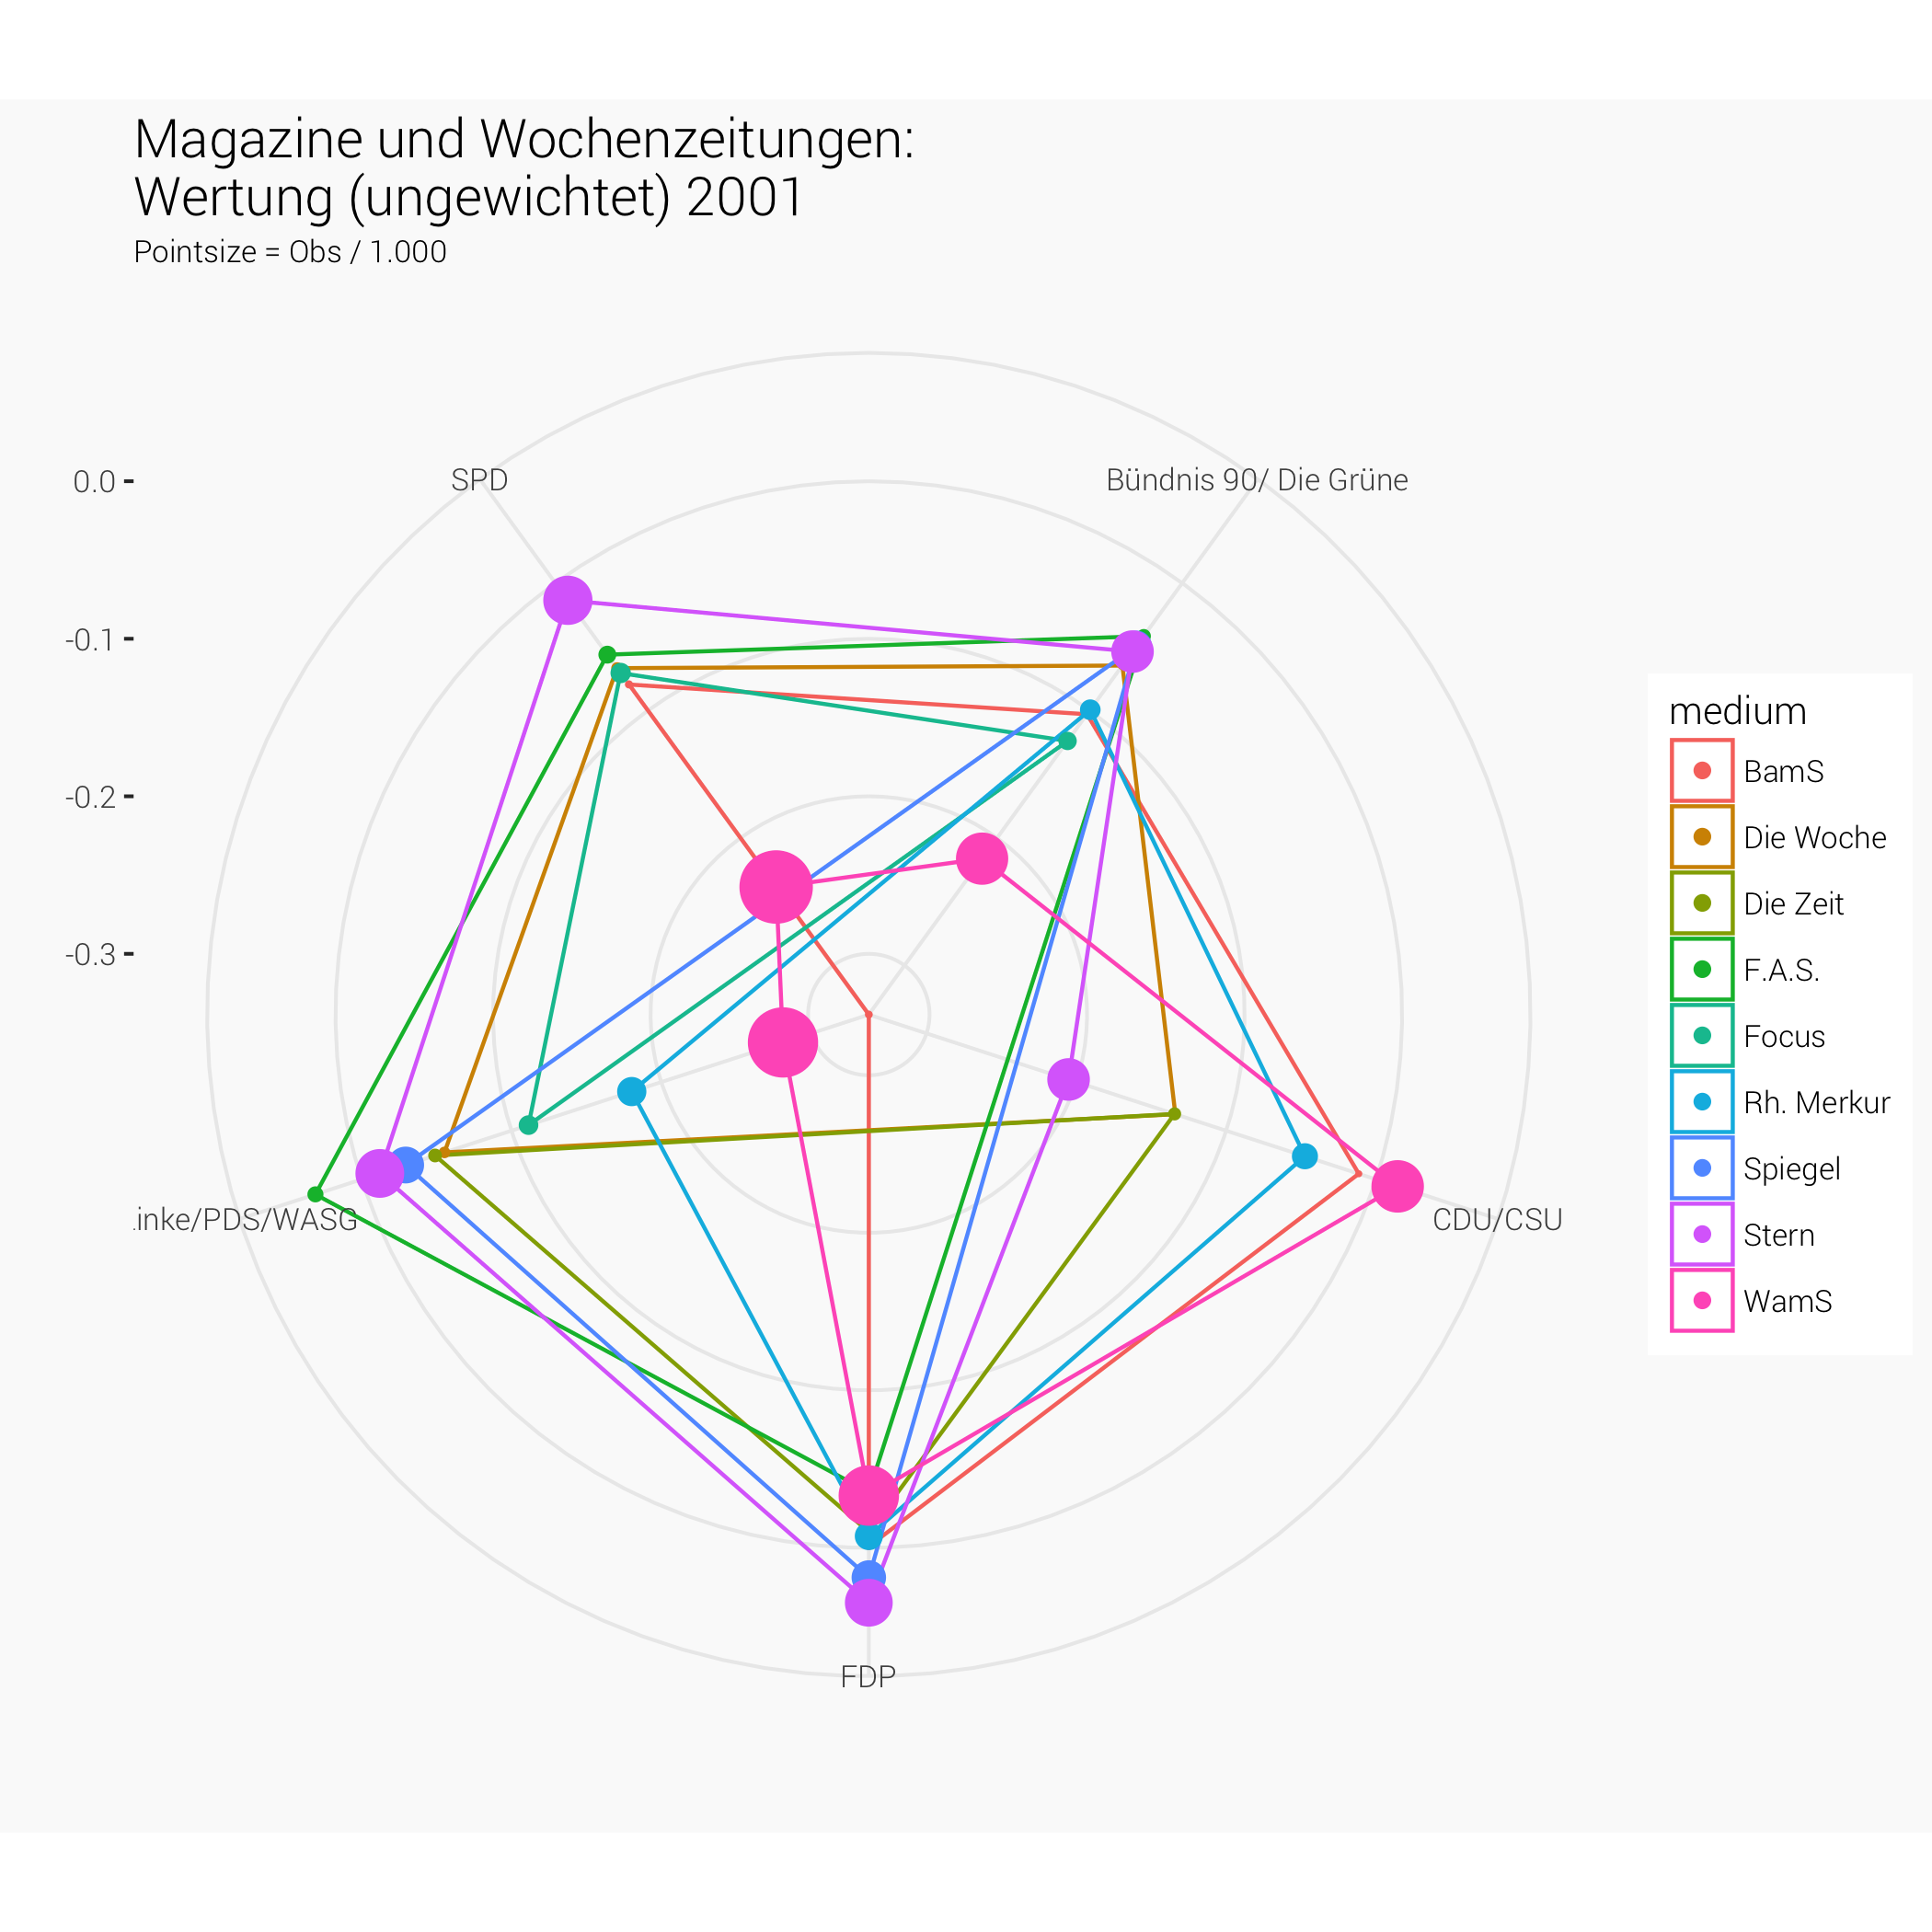 Magazine und Wochenzeitungen:
Wertung (ungewichtet) 2001
Pointsize = Obs / 1.000
0.0
-0.1
-0.2
-0.3
SPD
Bündnis 90/ Die Grüne
.inke/PDS/WASG
CDU/CSU
FDP
medium
BamS
Die Woche
Die Zeit
F.A.S.
Focus
Rh. Merkur
Spiegel
Stern
WamS